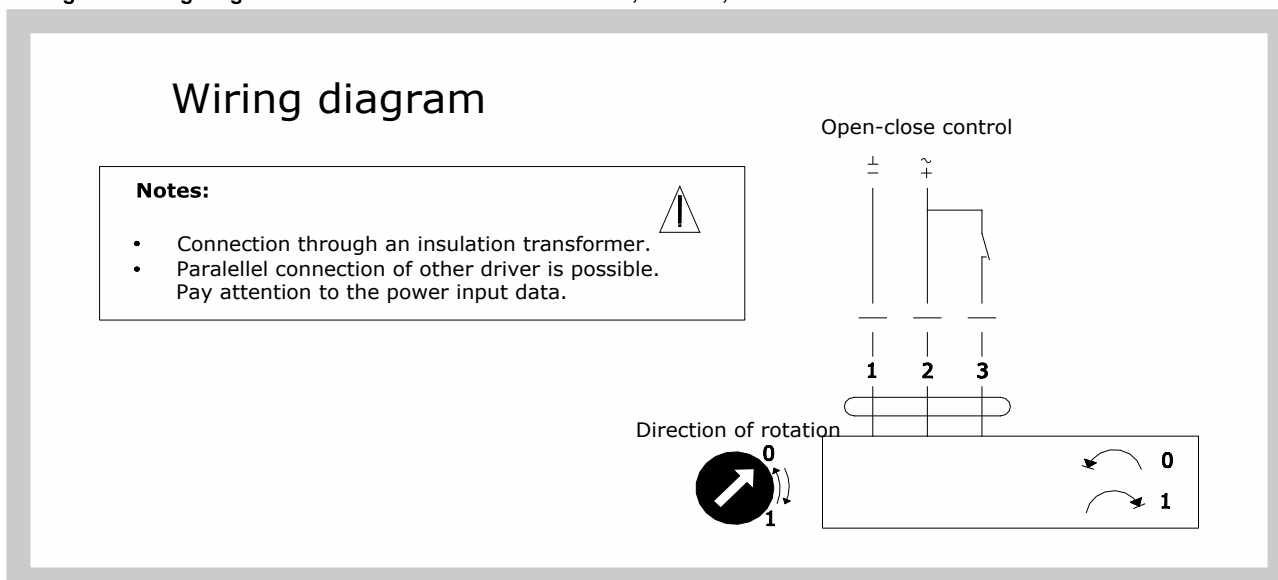 Wiring diagram
Notes:
• Connection through an insulation transformer.
• Paralellel connection of other driver is possible.
Pay attention to the power input data.
Open-close control
⊥ ~
− +
1 2 3
Direction of rotation
0
1
0
1